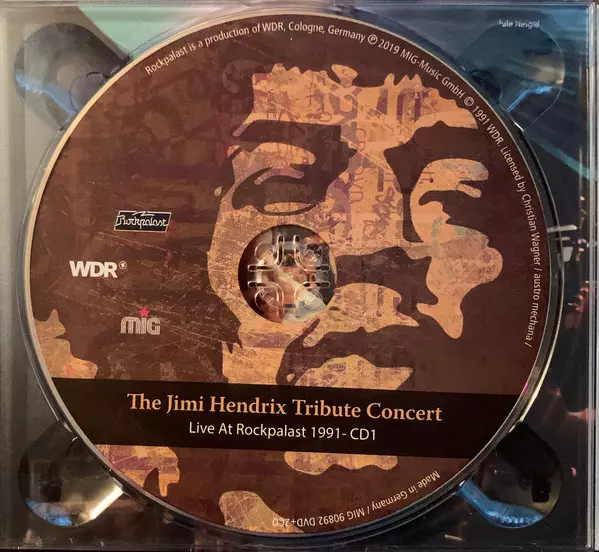 Rockpalast is a production of WDR, Cologne, Germany ℗ 2019 MIG-Music GmbH © 1991 WDR. Licensed by Christian Wagner / austro mechana /
Rockpalast
WDR
MIG
The Jimi Hendrix Tribute Concert
Live At Rockpalast 1991- CD1
Made in Germany / MIG 90892 DVD+2CD